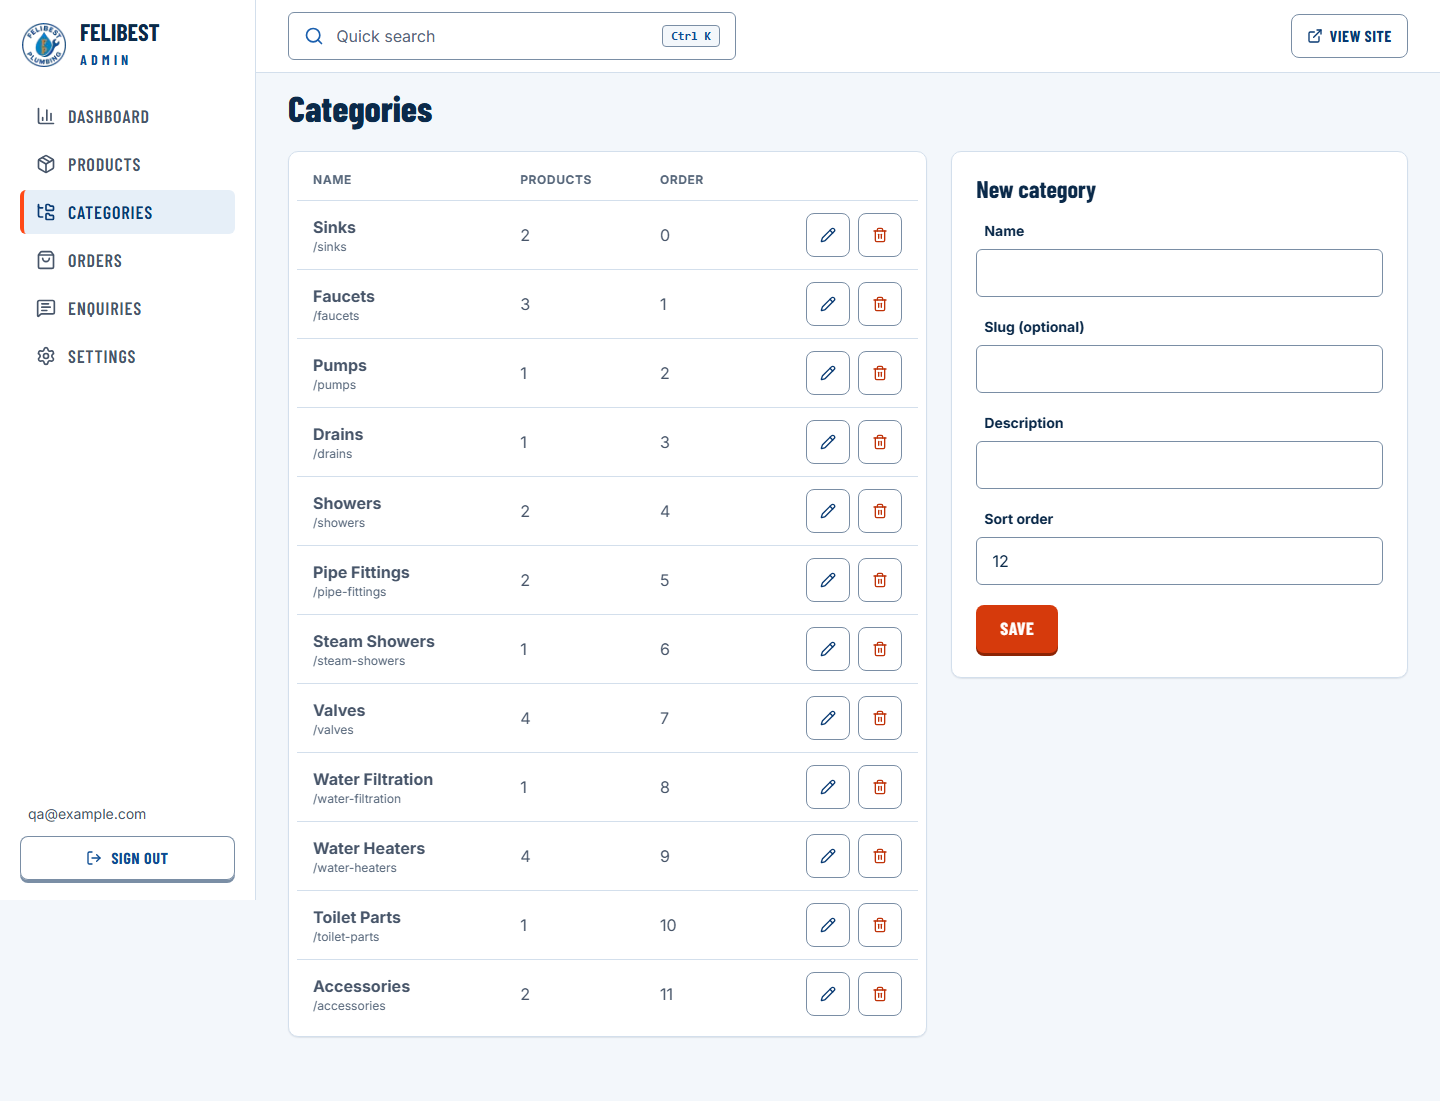 FELIBEST
PLUMBING
FELIBEST
ADMIN
DASHBOARD
PRODUCTS
CATEGORIES
ORDERS
ENQUIRIES
SETTINGS
qa@example.com
SIGN OUT
Quick search
Ctrl K
VIEW SITE
Categories
NAME PRODUCTS ORDER
Sinks 2 0
/sinks
Faucets 3 1
/faucets
Pumps 1 2
/pumps
Drains 1 3
/drains
Showers 2 4
/showers
Pipe Fittings 2 5
/pipe-fittings
Steam Showers 1 6
/steam-showers
Valves 4 7
/valves
Water Filtration 1 8
/water-filtration
Water Heaters 4 9
/water-heaters
Toilet Parts 1 10
/toilet-parts
Accessories 2 11
/accessories
New category
Name
Slug (optional)
Description
Sort order
12
SAVE